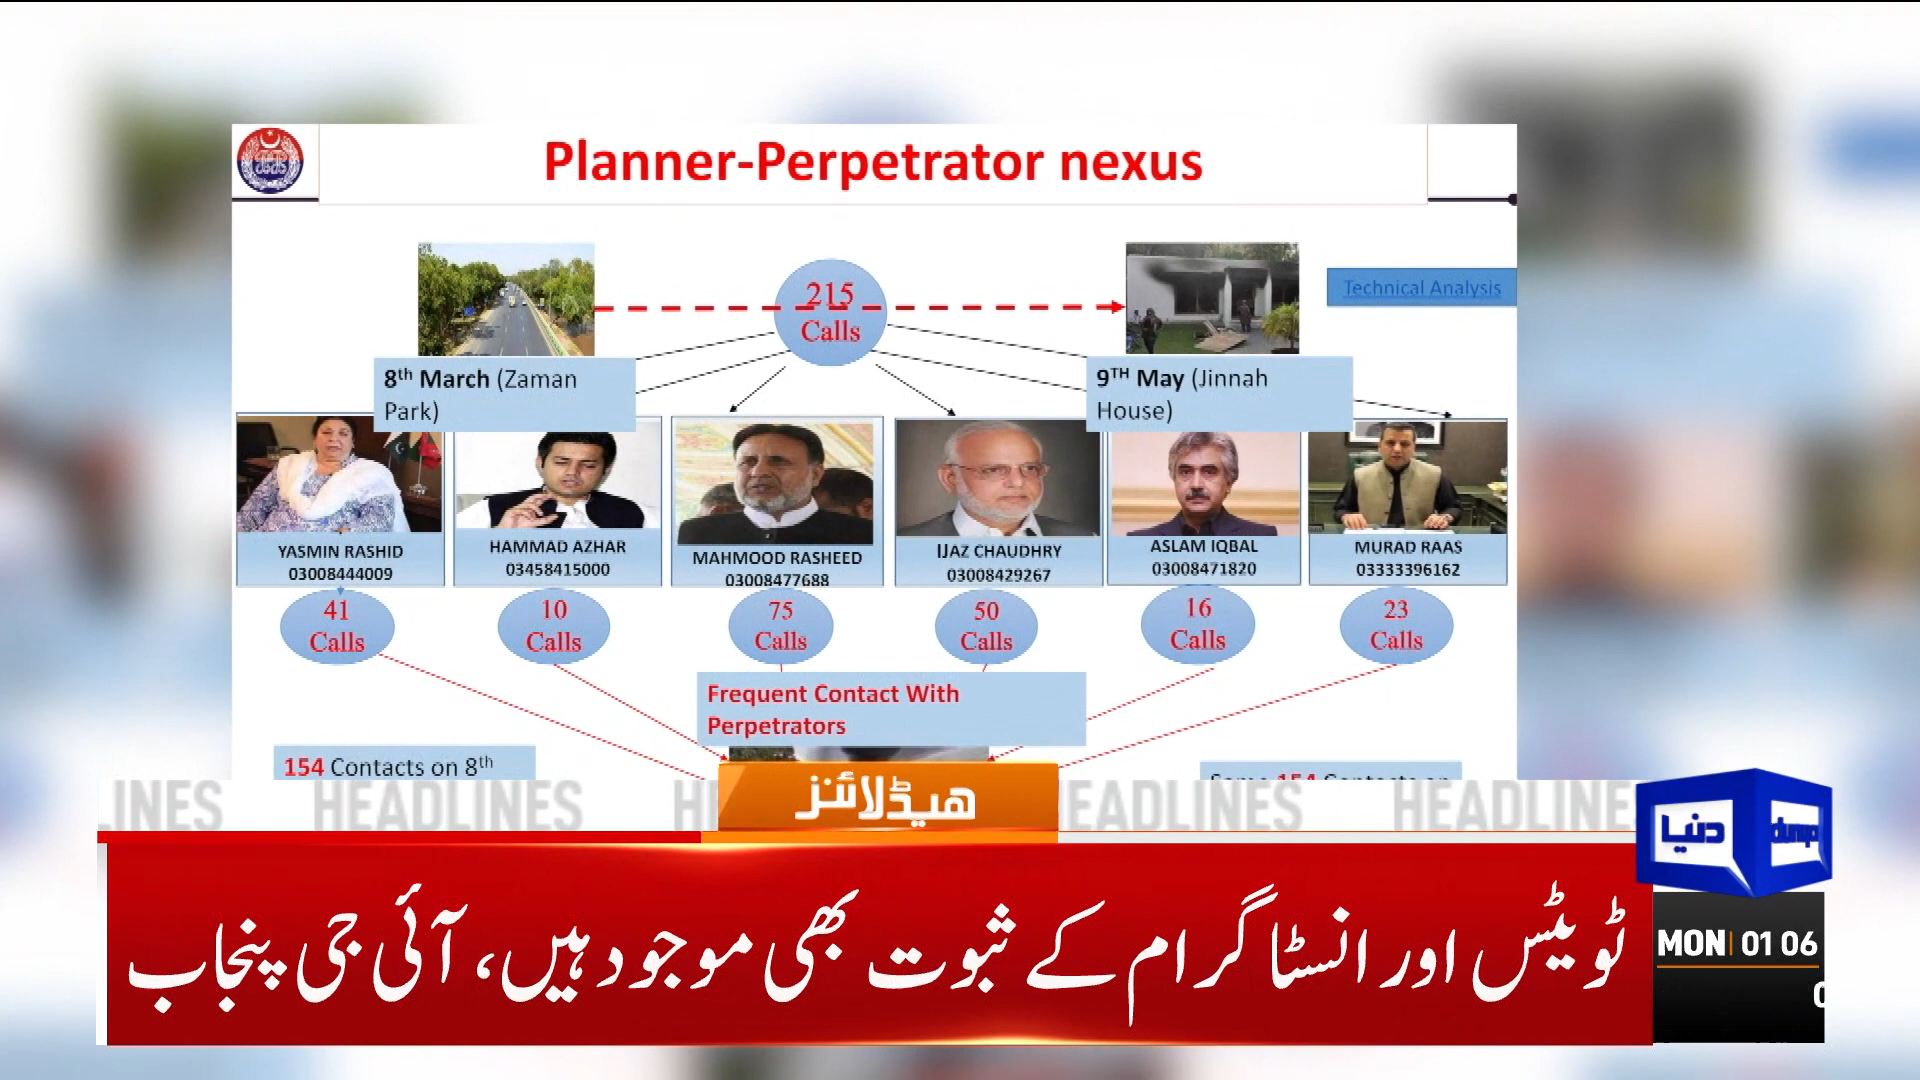 Planner-Perpetrator nexus
Technical Analysis
215
Calls
8th March (Zaman
Park)
9TH May (Jinnah
House)
YASMIN RASHID
03008444009
HAMMAD AZHAR
03458415000
MAHMOOD RASHEED
03008477688
IJAZ CHAUDHRY
03008429267
ASLAM IQBAL
03008471820
MURAD RAAS
03333396162
41
Calls
10
Calls
75
Calls
50
Calls
16
Calls
23
Calls
Frequent Contact With
Perpetrators
154 Contacts on 8th
LINES HEADLINES HEADLINES HEADLINES
ہیڈلائنز
دنیا dunya
ٹویٹس اور انسٹاگرام کے ثبوت بھی موجود ہیں، آئی جی پنجاب
MON 01 06